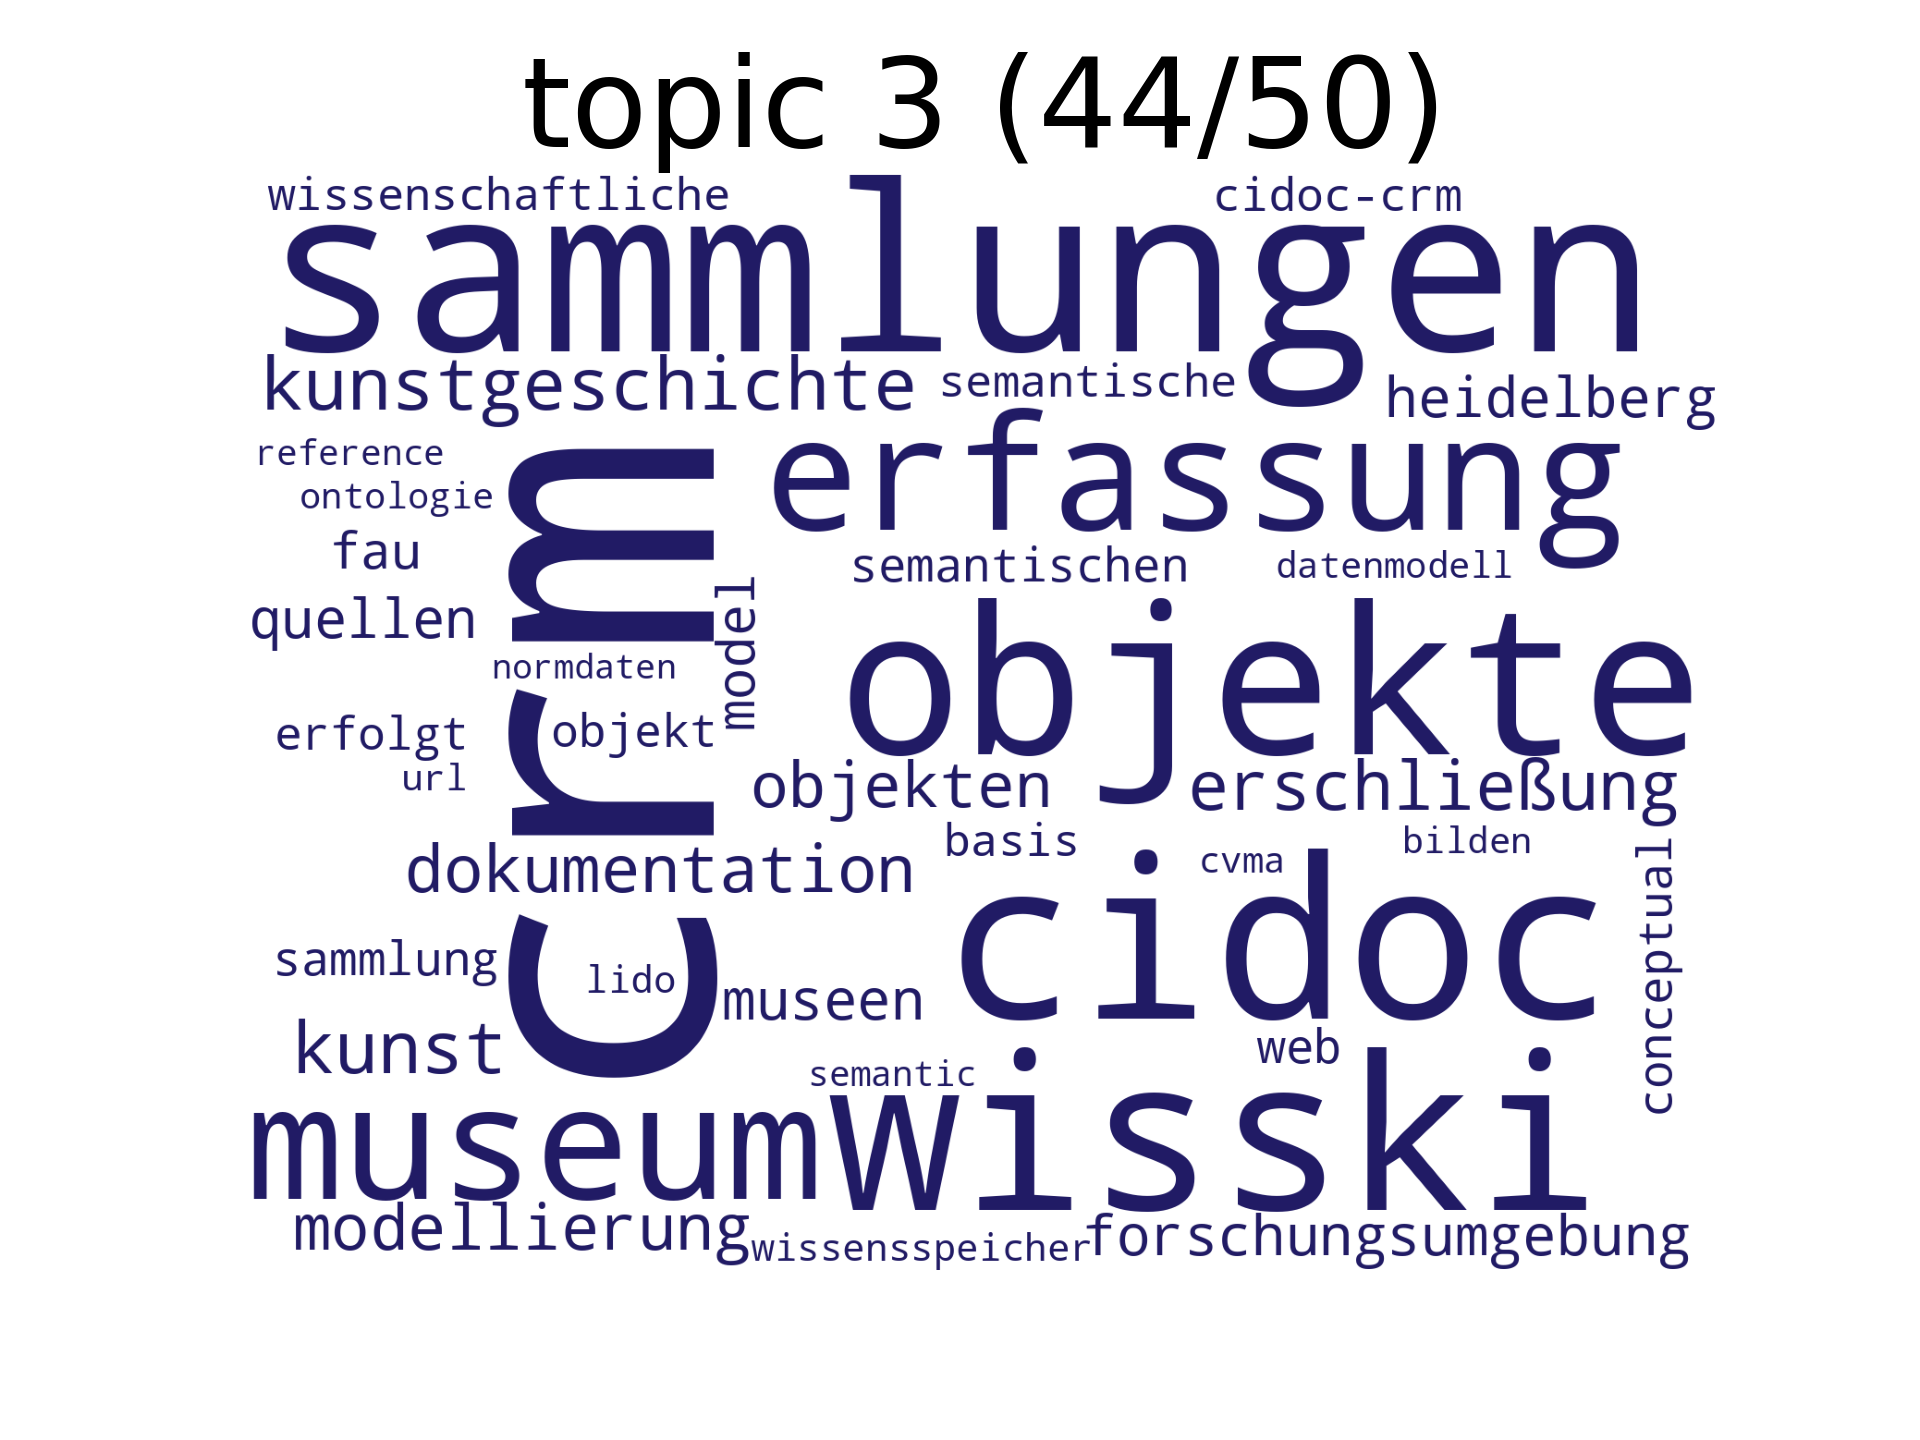 topic 3 (44/50)
wissenschaftliche
cidoc-crm
sammlungen
kunstgeschichte
semantische
heidelberg
reference
erfassung
ontologie
crm
fau
semantischen
datenmodell
quellen
model
objekte
normdaten
erfolgt
objekt
url
objekten
erschließung
basis
bilden
cvma
dokumentation
cidoc
conceptual
sammlung
lido
museen
kunst
web
semantic
museum
wisski
modellierung
wissensspeicher
forschungsumgebung